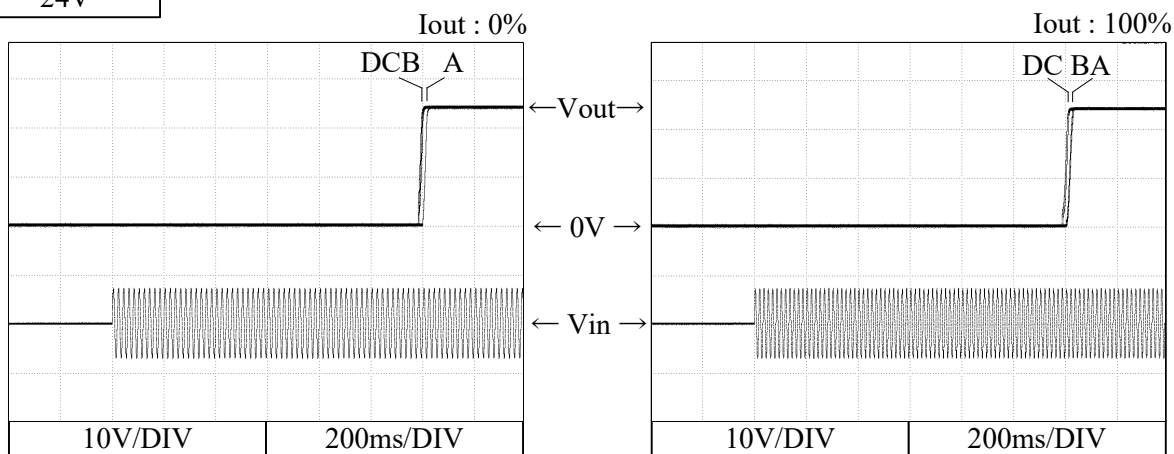 24V
Iout : 0%
Iout : 100%
DCB A
DC BA
←Vout→
← 0V →
← Vin →
10V/DIV 200ms/DIV
10V/DIV 200ms/DIV